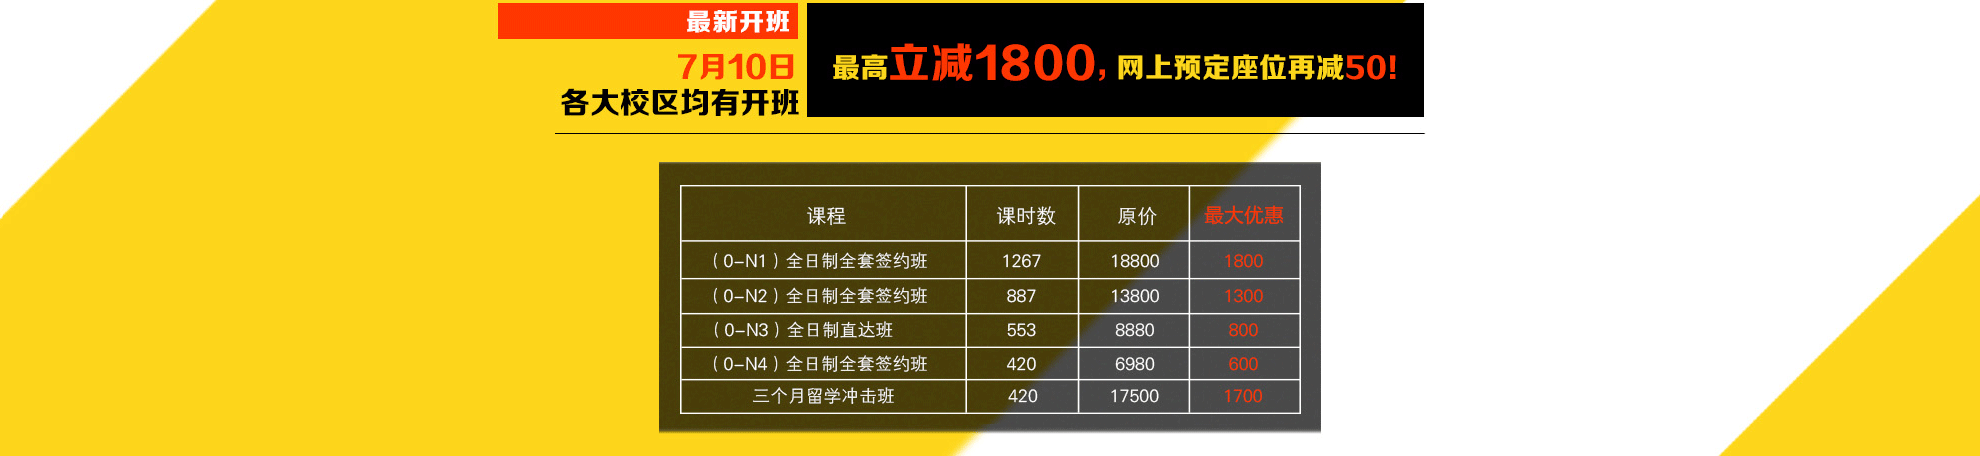 最新开班
7月10日
各大校区均有开班
最高立减1800,网上预定座位再减50!
课程 课时数 原价 最大优惠
（0-N1）全日制全套签约班 1267 18800 1800
（0-N2）全日制全套签约班 887 13800 1300
（0-N3）全日制直达班 553 8880 800
（0-N4）全日制全套签约班 420 6980 600
三个月留学冲击班 420 17500 1700